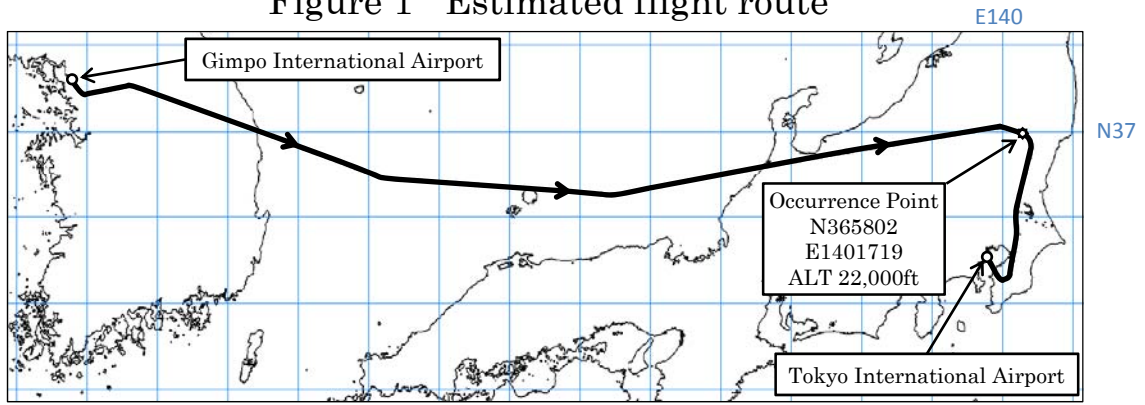 Figure 1 Estimated flight route
E140
Gimpo International Airport
N37
Occurrence Point
N365802
E1401719
ALT 22,000ft
Tokyo International Airport